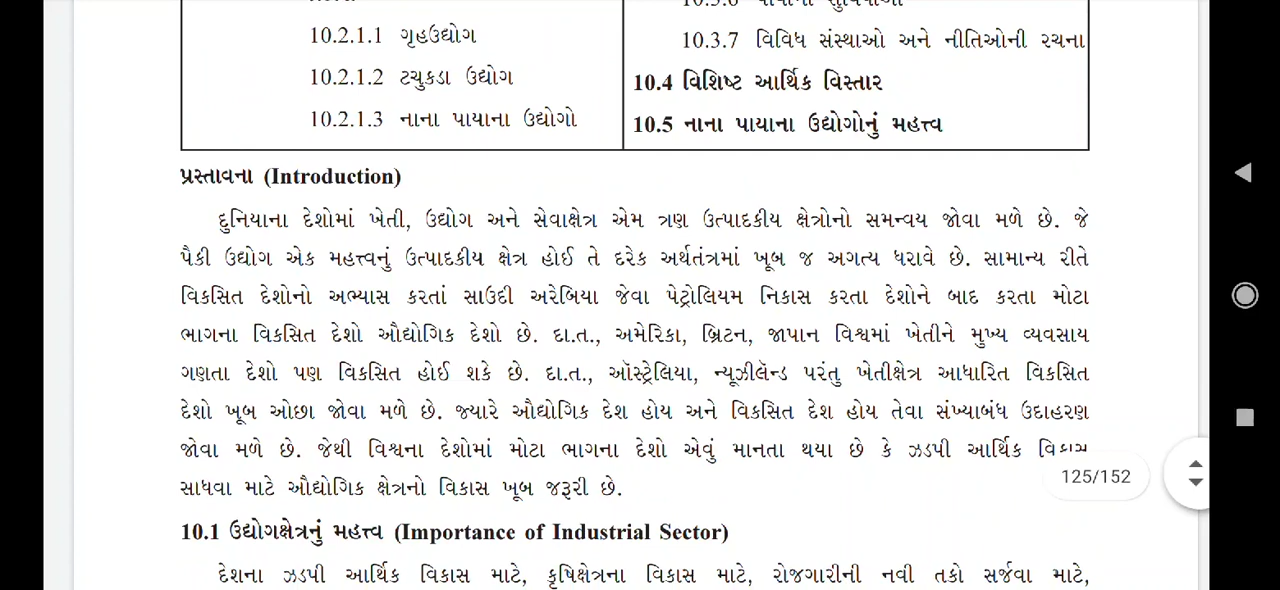 10.2.1.1 ગૃહઉદ્યોગ
10.2.1.2 ટચુકડા ઉદ્યોગ
10.2.1.3 નાના પાયાના ઉદ્યોગો
10.3.7 વિવિધ સંસ્થાઓ અને નીતિઓની રચના
10.4 વિશિષ્ટ આર્થિક વિસ્તાર
10.5 નાના પાયાના ઉદ્યોગોનું મહત્ત્વ
પ્રસ્તાવના (Introduction)
દુનિયાના દેશોમાં ખેતી, ઉદ્યોગ અને સેવાક્ષેત્ર એમ ત્રણ ઉત્પાદકીય ક્ષેત્રોનો સમન્વય જોવા મળે છે. જે
પૈકી ઉદ્યોગ એક મહત્ત્વનું ઉત્પાદકીય ક્ષેત્ર હોઈ તે દરેક અર્થતંત્રમાં ખૂબ જ અગત્ય ધરાવે છે. સામાન્ય રીતે
વિકસિત દેશોનો અભ્યાસ કરતાં સાઉદી અરેબિયા જેવા પેટ્રોલિયમ નિકાસ કરતા દેશોને બાદ કરતા મોટા
ભાગના વિકસિત દેશો ઔદ્યોગિક દેશો છે. દા.ત., અમેરિકા, બ્રિટન, જાપાન વિશ્વમાં ખેતીને મુખ્ય વ્યવસાય
ગણતા દેશો પણ વિકસિત હોઈ શકે છે. દા.ત., ઑસ્ટ્રેલિયા, ન્યૂઝીલૅન્ડ પરંતુ ખેતીક્ષેત્ર આધારિત વિકસિત
દેશો ખૂબ ઓછા જોવા મળે છે. જ્યારે ઔદ્યોગિક દેશ હોય અને વિકસિત દેશ હોય તેવા સંખ્યાબંધ ઉદાહરણ
જોવા મળે છે. જેથી વિશ્વના દેશોમાં મોટા ભાગના દેશો એવું માનતા થયા છે કે ઝડપી આર્થિક વિકાસ
સાધવા માટે ઔદ્યોગિક ક્ષેત્રનો વિકાસ ખૂબ જરૂરી છે.
125/152
10.1 ઉદ્યોગક્ષેત્રનું મહત્ત્વ (Importance of Industrial Sector)
દેશના ઝડપી આર્થિક વિકાસ માટે, કૃષિક્ષેત્રના વિકાસ માટે, રોજગારીની નવી તકો સર્જવા માટે,